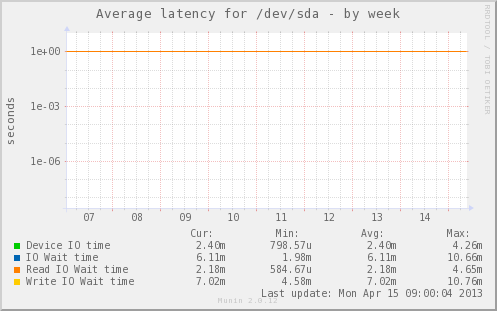 Average latency for /dev/sda - by week
RRDTOOL / TOBI OETIKER
seconds
1e+00
1e-03
1e-06
07 08 09 10 11 12 13 14
Cur: Min: Avg: Max:
Device IO time 2.40m 798.57u 2.40m 4.26m
IO Wait time 6.11m 1.98m 6.11m 10.66m
Read IO Wait time 2.18m 584.67u 2.18m 4.65m
Write IO Wait time 7.02m 4.58m 7.02m 10.76m
Last update: Mon Apr 15 09:00:04 2013
Munin 2.0.12